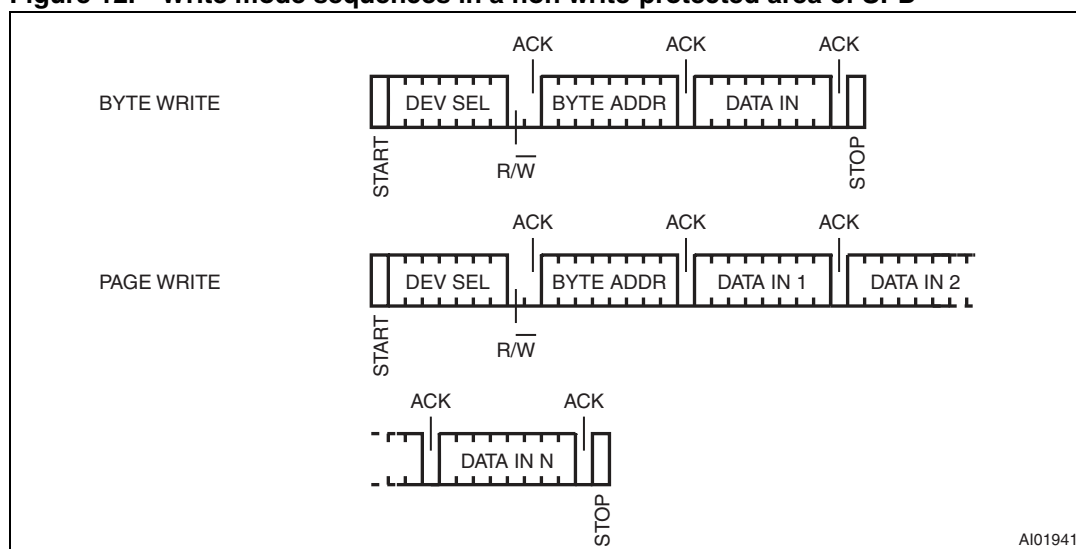 Figure 12. Write mode sequences in a non write-protected area of SPD
ACK ACK ACK
BYTE WRITE DEV SEL BYTE ADDR DATA IN
START R/W STOP
ACK ACK ACK
PAGE WRITE DEV SEL BYTE ADDR DATA IN 1 DATA IN 2
START R/W
ACK ACK
DATA IN N
STOP
AI01941